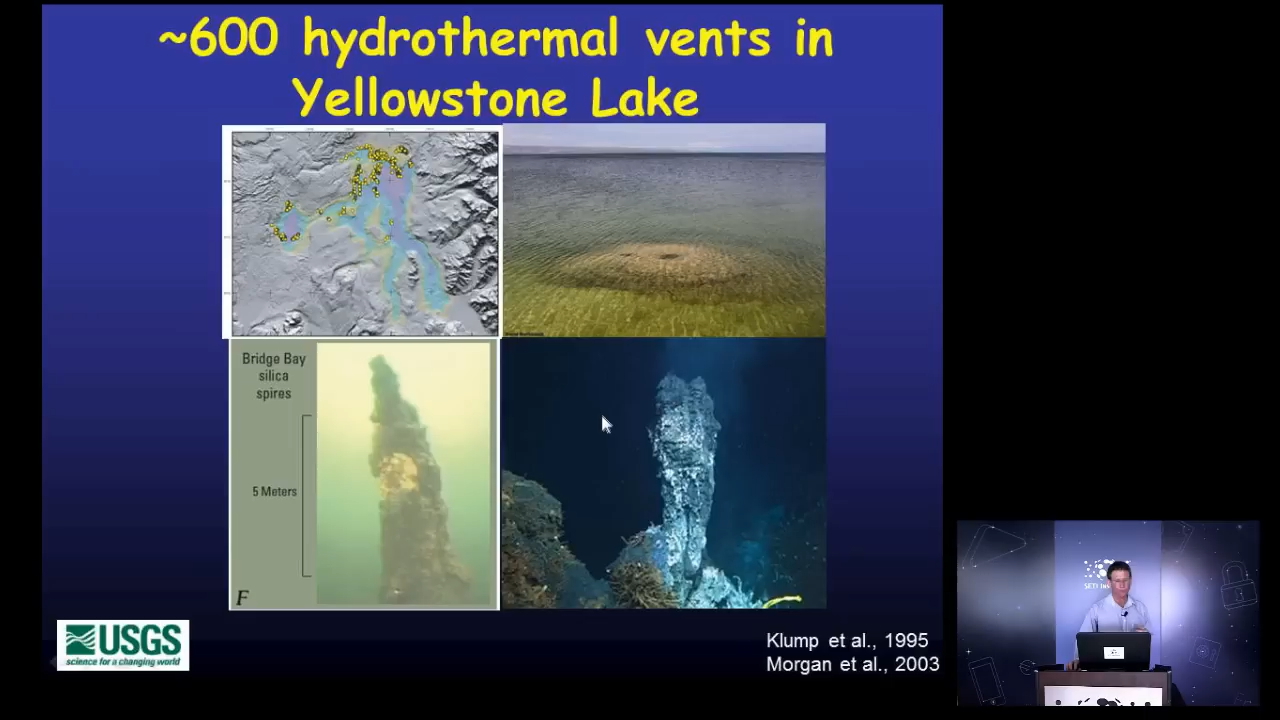 ~600 hydrothermal vents in
Yellowstone Lake
Bridge Bay
silica
spires
5 Meters
F
USGS
science for a changing world
Klump et al., 1995
Morgan et al., 2003